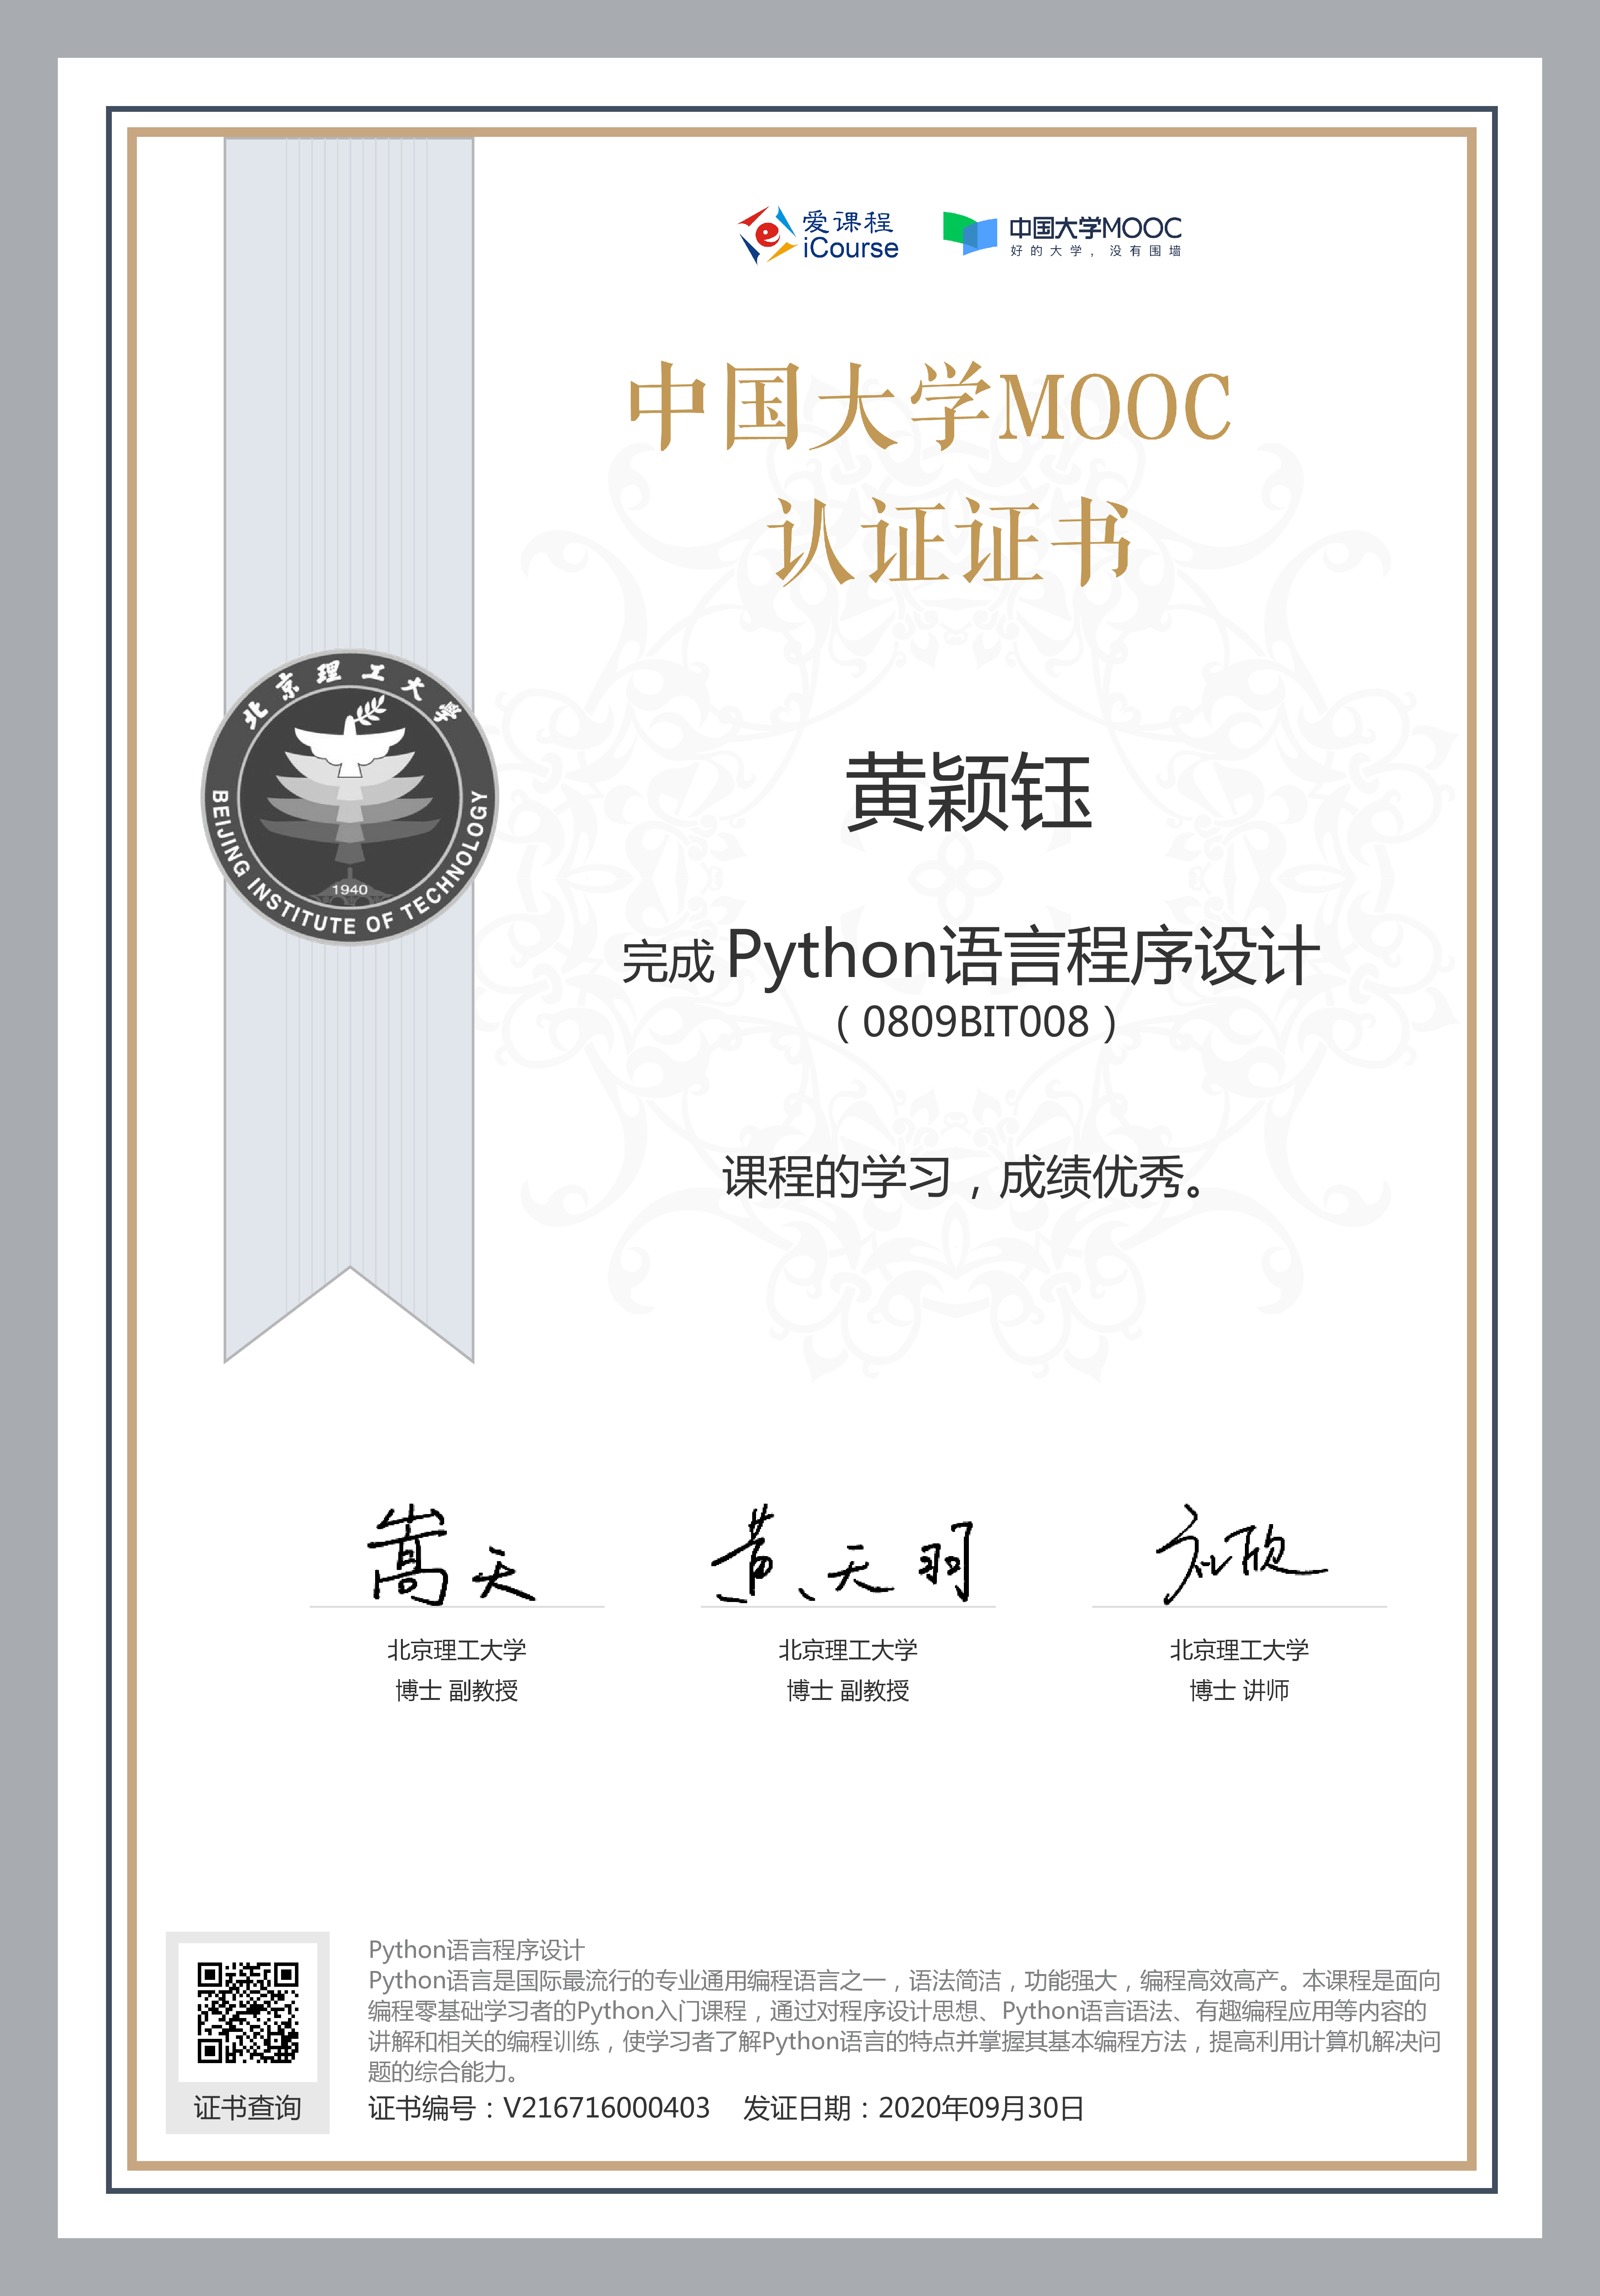 爱课程
iCourse
中国大学MOOC
好的大学，没有围墙
中国大学MOOC
认证证书
北京理工大学
BEIJING INSTITUTE OF TECHNOLOGY
1940
黄颖钰
完成 Python语言程序设计
（0809BIT008）
课程的学习，成绩优秀。
嵩天
黄天羽
礼欣
北京理工大学
博士 副教授
北京理工大学
博士 副教授
北京理工大学
博士 讲师
Python语言程序设计
Python语言是国际最流行的专业通用编程语言之一，语法简洁，功能强大，编程高效高产。本课程是面向
编程零基础学习者的Python入门课程，通过对程序设计思想、Python语言语法、有趣编程应用等内容的
讲解和相关的编程训练，使学习者了解Python语言的特点并掌握其基本编程方法，提高利用计算机解决问
题的综合能力。
证书查询
证书编号：V216716000403 发证日期：2020年09月30日